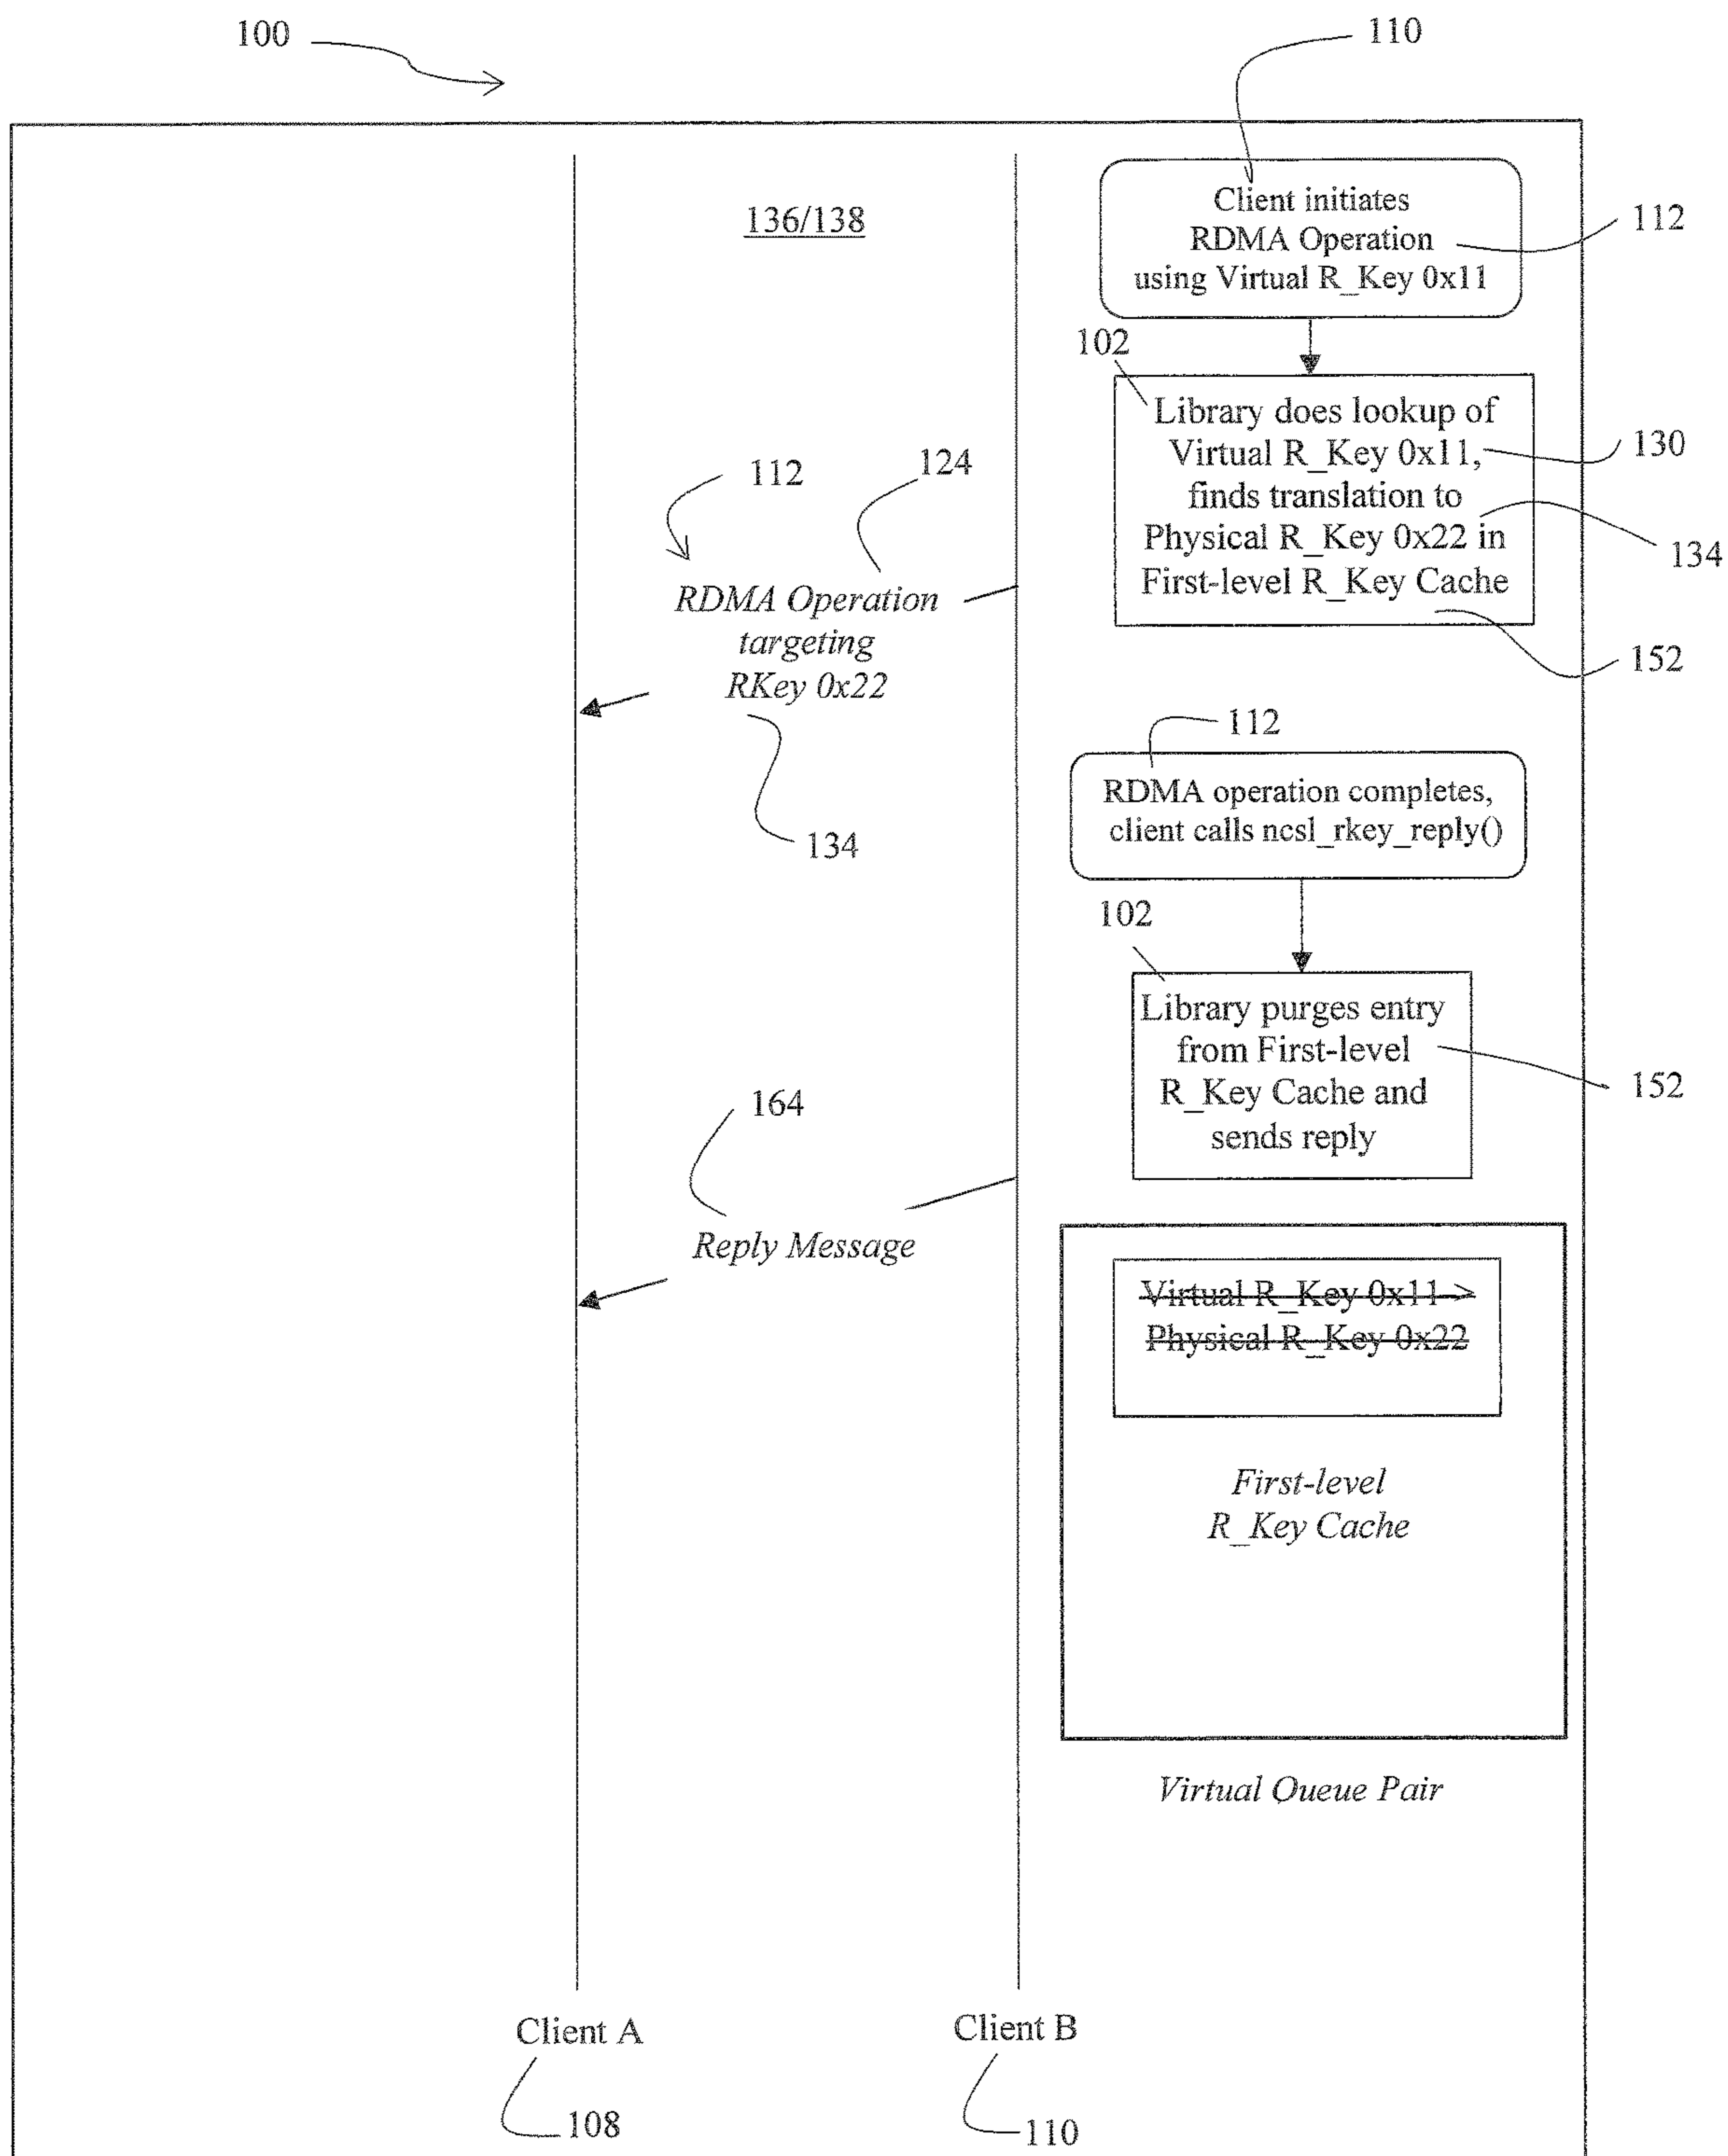 100
110
136/138
Client initiates
RDMA Operation
using Virtual R_Key 0x11
112
102
Library does lookup of
Virtual R_Key 0x11,
finds translation to
Physical R_Key 0x22 in
First-level R_Key Cache
130
134
152
112
124
RDMA Operation
targeting
RKey 0x22
134
112
RDMA operation completes,
client calls ncsl_rkey_reply()
102
Library purges entry
from First-level
R_Key Cache and
sends reply
152
164
Reply Message
Virtual R_Key 0x11 ->
Physical R_Key 0x22
First-level
R_Key Cache
Virtual Queue Pair
Client A
Client B
108
110